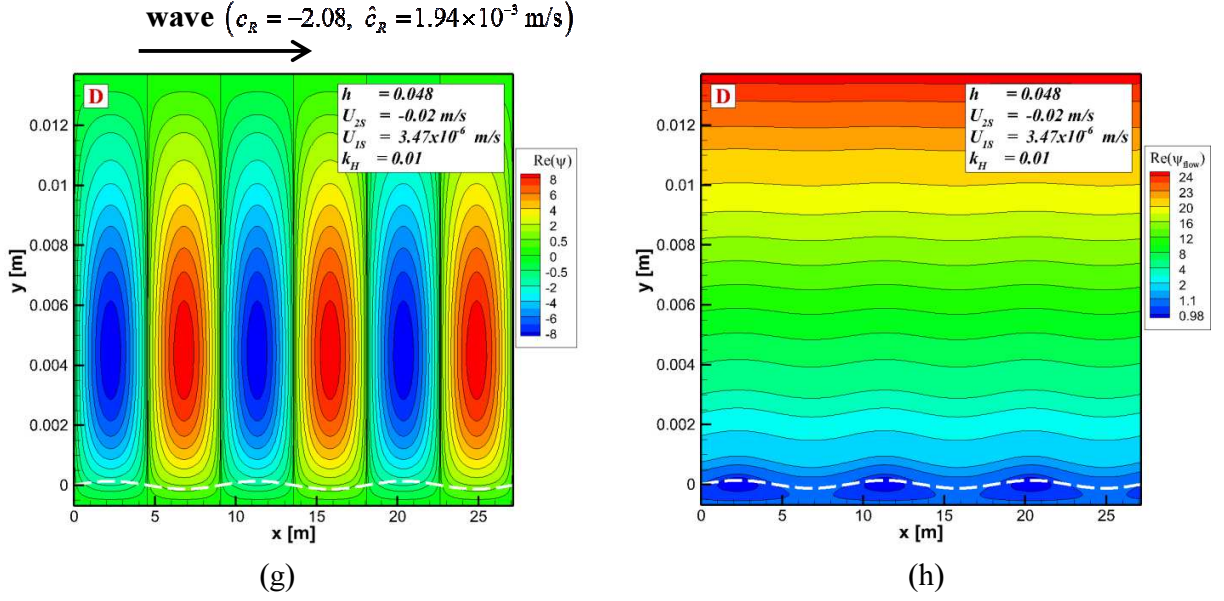 wave (c_R = −2.08, ĉ_R = 1.94×10⁻³ m/s)
D
h = 0.048
U_2S = -0.02 m/s
U_1S = 3.47x10⁻⁶ m/s
k_H = 0.01
y [m]
0.012
0.01
0.008
0.006
0.004
0.002
0
0 5 10 15 20 25
x [m]
Re(ψ)
8
6
4
2
0.5
0
-0.5
-2
-4
-6
-8
(g)
D
h = 0.048
U_2S = -0.02 m/s
U_1S = 3.47x10⁻⁶ m/s
k_H = 0.01
y [m]
0.012
0.01
0.008
0.006
0.004
0.002
0
0 5 10 15 20 25
x [m]
Re(ψ_flow)
24
23
20
16
12
8
4
2
1.1
0.98
(h)